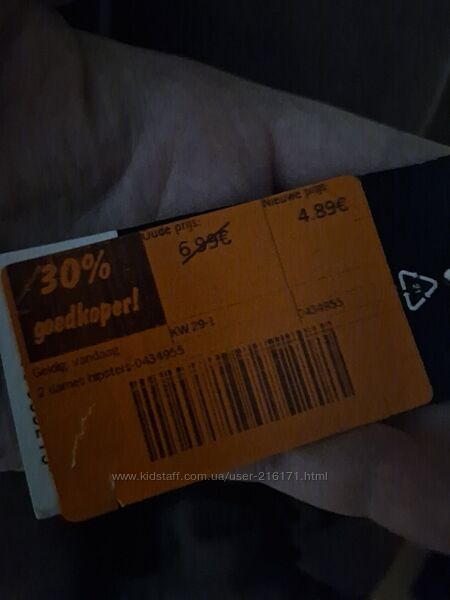 30%
goedkoper!
Oude prijs:
6.99€
Nieuwe prijs:
4.89€
Geldig: vandaag
KW 29-1
0434955
2 dames hipsters-0434955
www.kidstaff.com.ua/user-216171.html